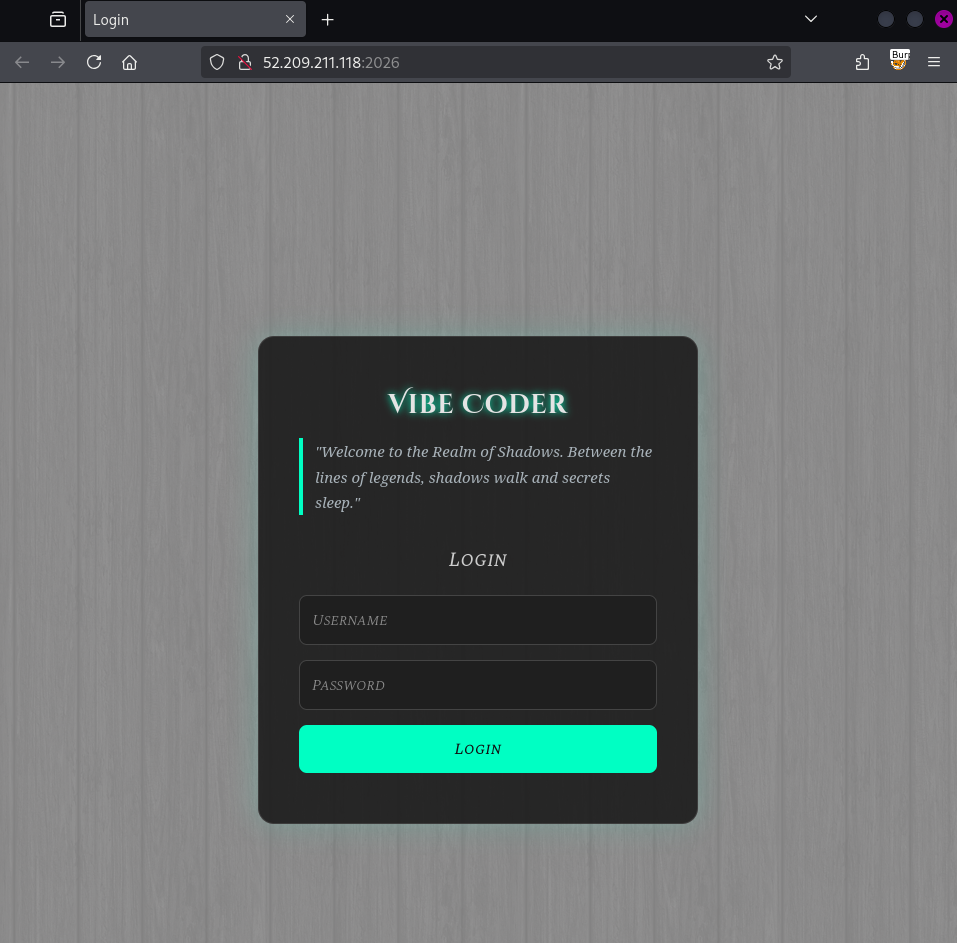 Login
52.209.211.118:2026
Bur
Vibe Coder
"Welcome to the Realm of Shadows. Between the
lines of legends, shadows walk and secrets
sleep."
Login
Username
Password
Login